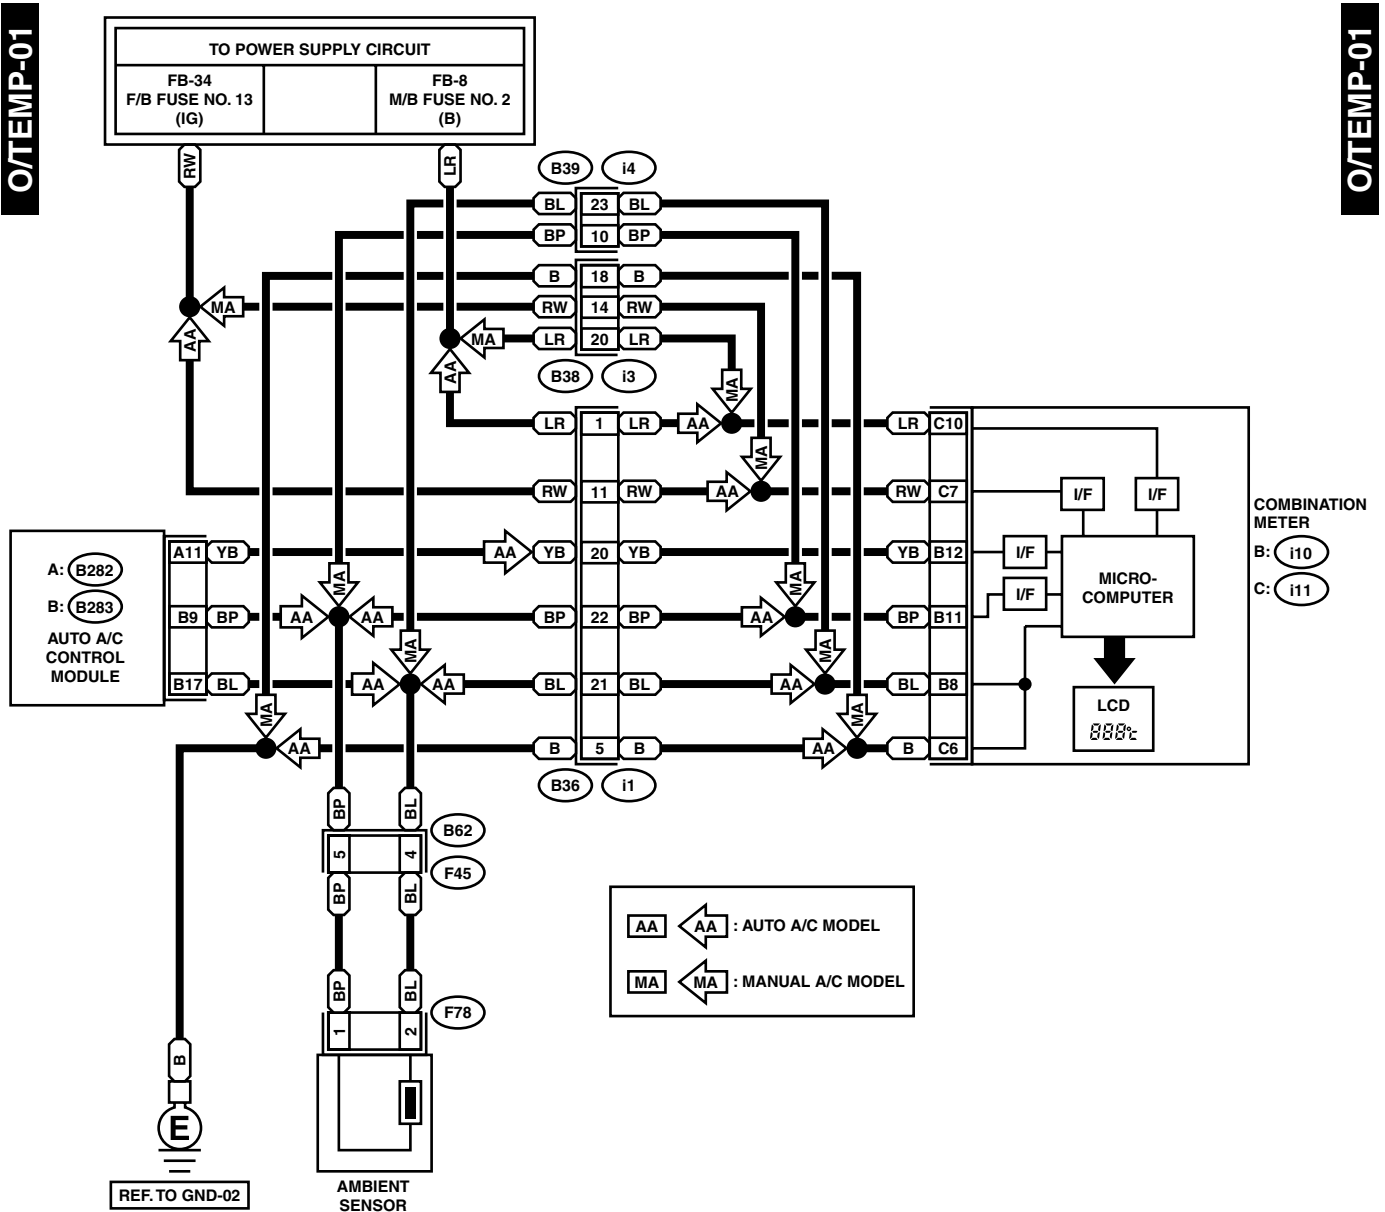 O/TEMP-01
O/TEMP-01
TO POWER SUPPLY CIRCUIT
FB-34
F/B FUSE NO. 13
(IG)
FB-8
M/B FUSE NO. 2
(B)
RW
LR
B39 i4
BL 23 BL
BP 10 BP
B 18 B
MA RW 14 RW
MA LR 20 LR
AA
AA
B38 i3
MA
LR 1 LR AA LR C10
MA
RW 11 RW AA RW C7
I/F I/F
COMBINATION
METER
B: i10
C: i11
A11 YB AA YB 20 YB YB B12 I/F
A: B282
B: B283
AUTO A/C
CONTROL
MODULE
MICRO-
COMPUTER
I/F
MA
MA
B9 BP AA AA BP 22 BP AA BP B11
MA
MA
B17 BL AA AA BL 21 BL AA BL B8
MA
MA
LCD
888°C
AA B 5 B AA B C6
B36 i1
BP BL
B62
5 4
F45
BP BL
AA AA : AUTO A/C MODEL
MA MA : MANUAL A/C MODEL
BP BL
F78
1 2
B
E
REF. TO GND-02
AMBIENT
SENSOR